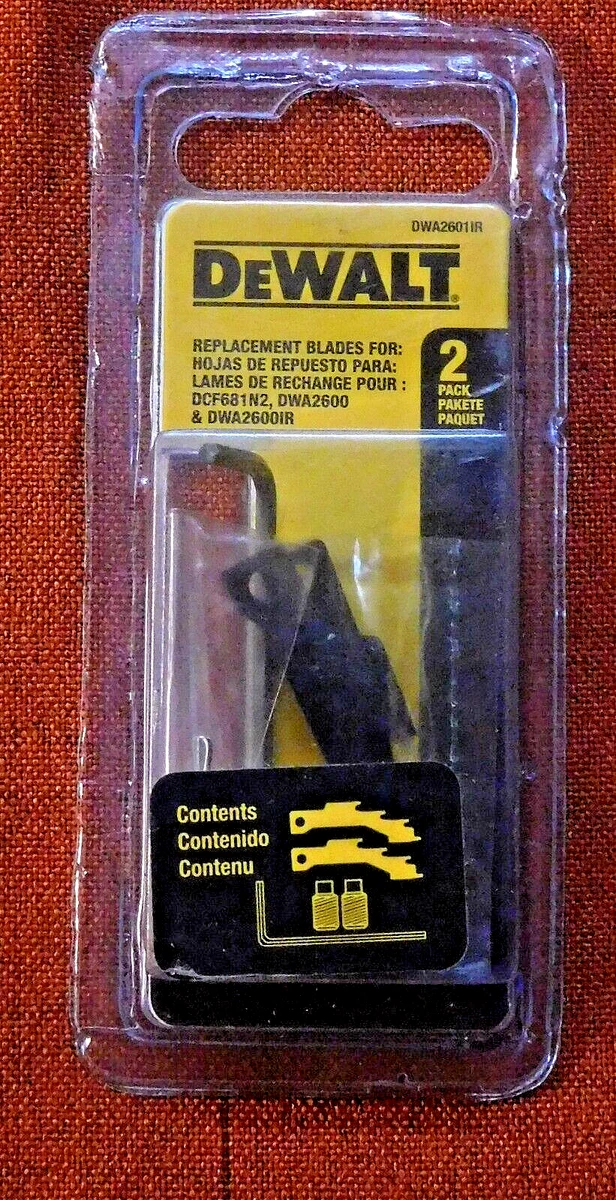 DWA2601IR
DEWALT®
REPLACEMENT BLADES FOR:
HOJAS DE REPUESTO PARA:
LAMES DE RECHANGE POUR :
DCF681N2, DWA2600
& DWA2600IR
2
PACK
PAKETE
PAQUET
Contents
Contenido
Contenu